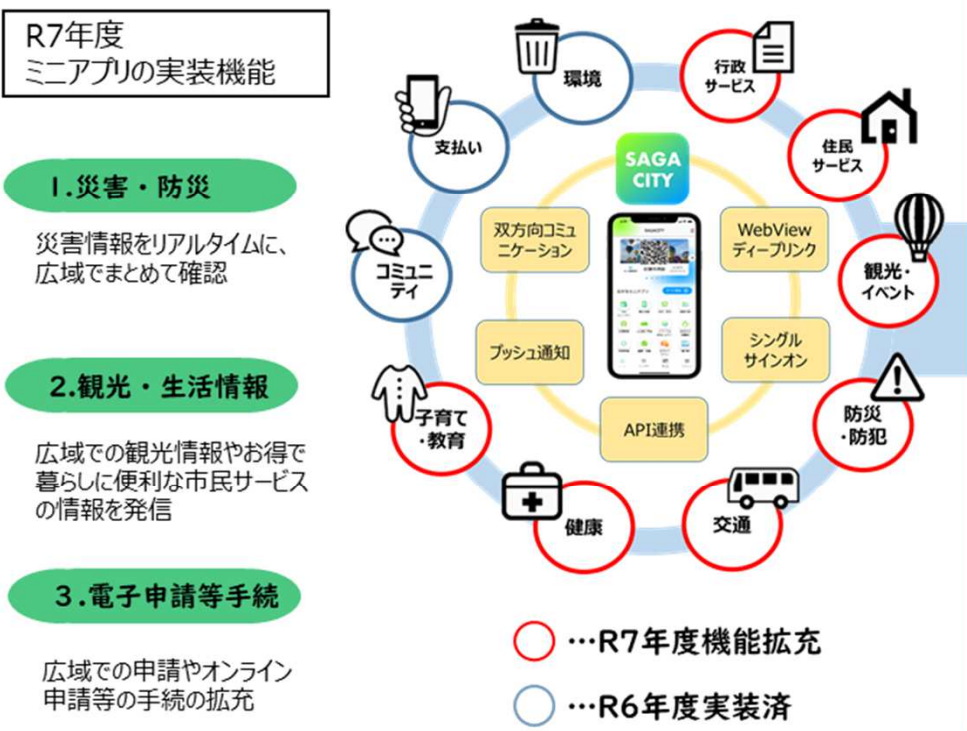 R7年度
ミニアプリの実装機能
1.災害・防災
災害情報をリアルタイムに、
広域でまとめて確認
2.観光・生活情報
広域での観光情報やお得で
暮らしに便利な市民サービス
の情報を発信
3.電子申請等手続
広域での申請やオンライン
申請等の手続の拡充
環境
行政
サービス
支払い
住民
サービス
コミュニ
ティ
観光・
イベント
子育て
・教育
防災
・防犯
健康
交通
SAGA
CITY
双方向コミュ
ニケーション
WebView
ディープリンク
プッシュ通知
シングル
サインオン
API連携
…R7年度機能拡充
…R6年度実装済